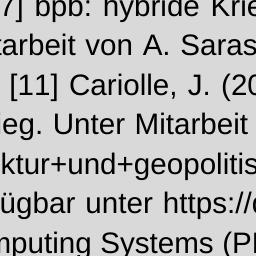 7] bpb: hybride Krie
tarbeit von A. Saras
[11] Cariolle, J. (20
eg. Unter Mitarbeit
ktur+und+geopolitis
ügbar unter https://
mputing Systems (P